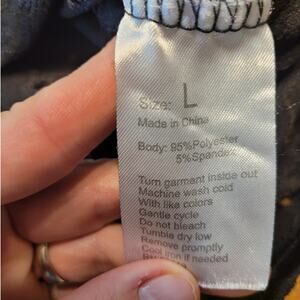 Size: L
Made in China
Body: 95%Polyester
5%Spandex
Turn garment inside out
Machine wash cold
With like colors
Gentle cycle
Do not bleach
Tumble dry low
Remove promptly
Cool iron if needed